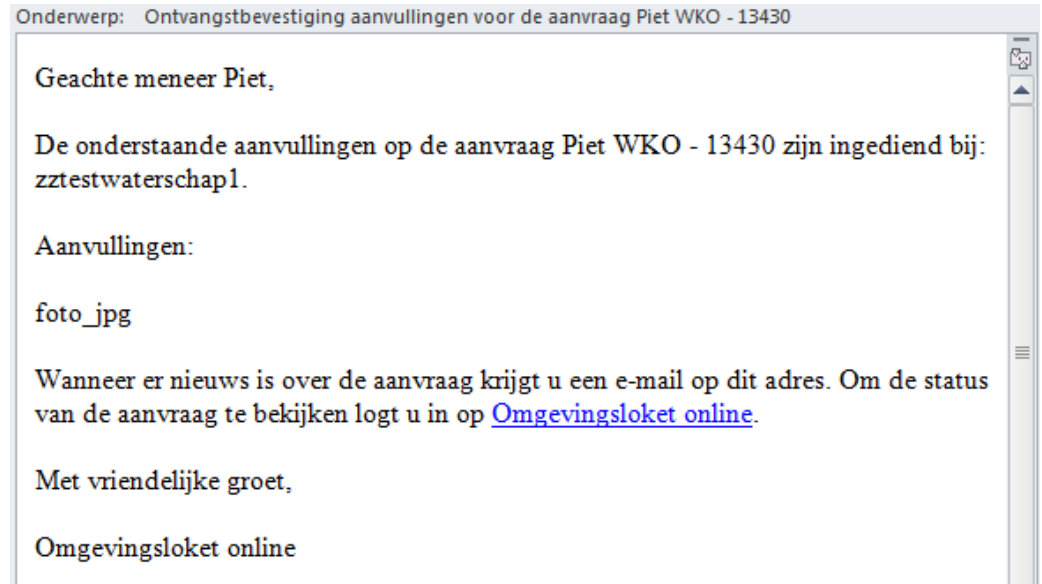 Onderwerp: Ontvangstbevestiging aanvullingen voor de aanvraag Piet WKO - 13430
Geachte meneer Piet,
De onderstaande aanvullingen op de aanvraag Piet WKO - 13430 zijn ingediend bij:
zztestwaterschap1.
Aanvullingen:
foto_jpg
Wanneer er nieuws is over de aanvraag krijgt u een e-mail op dit adres. Om de status
van de aanvraag te bekijken logt u in op Omgevingsloket online.
Met vriendelijke groet,
Omgevingsloket online